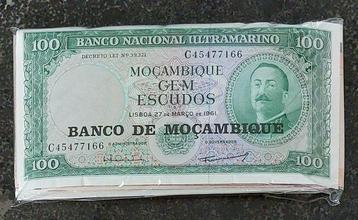 100 BANCO NACIONAL ULTRAMARINO 100
DECRETO LEI Nº 39221 C45477166
MOÇAMBIQUE
CEM
ESCUDOS
LISBOA 27 DE MARÇO DE 1961
BANCO DE MOÇAMBIQUE
C45477166
O ADMINISTRADOR O GOVERNADOR
100 100